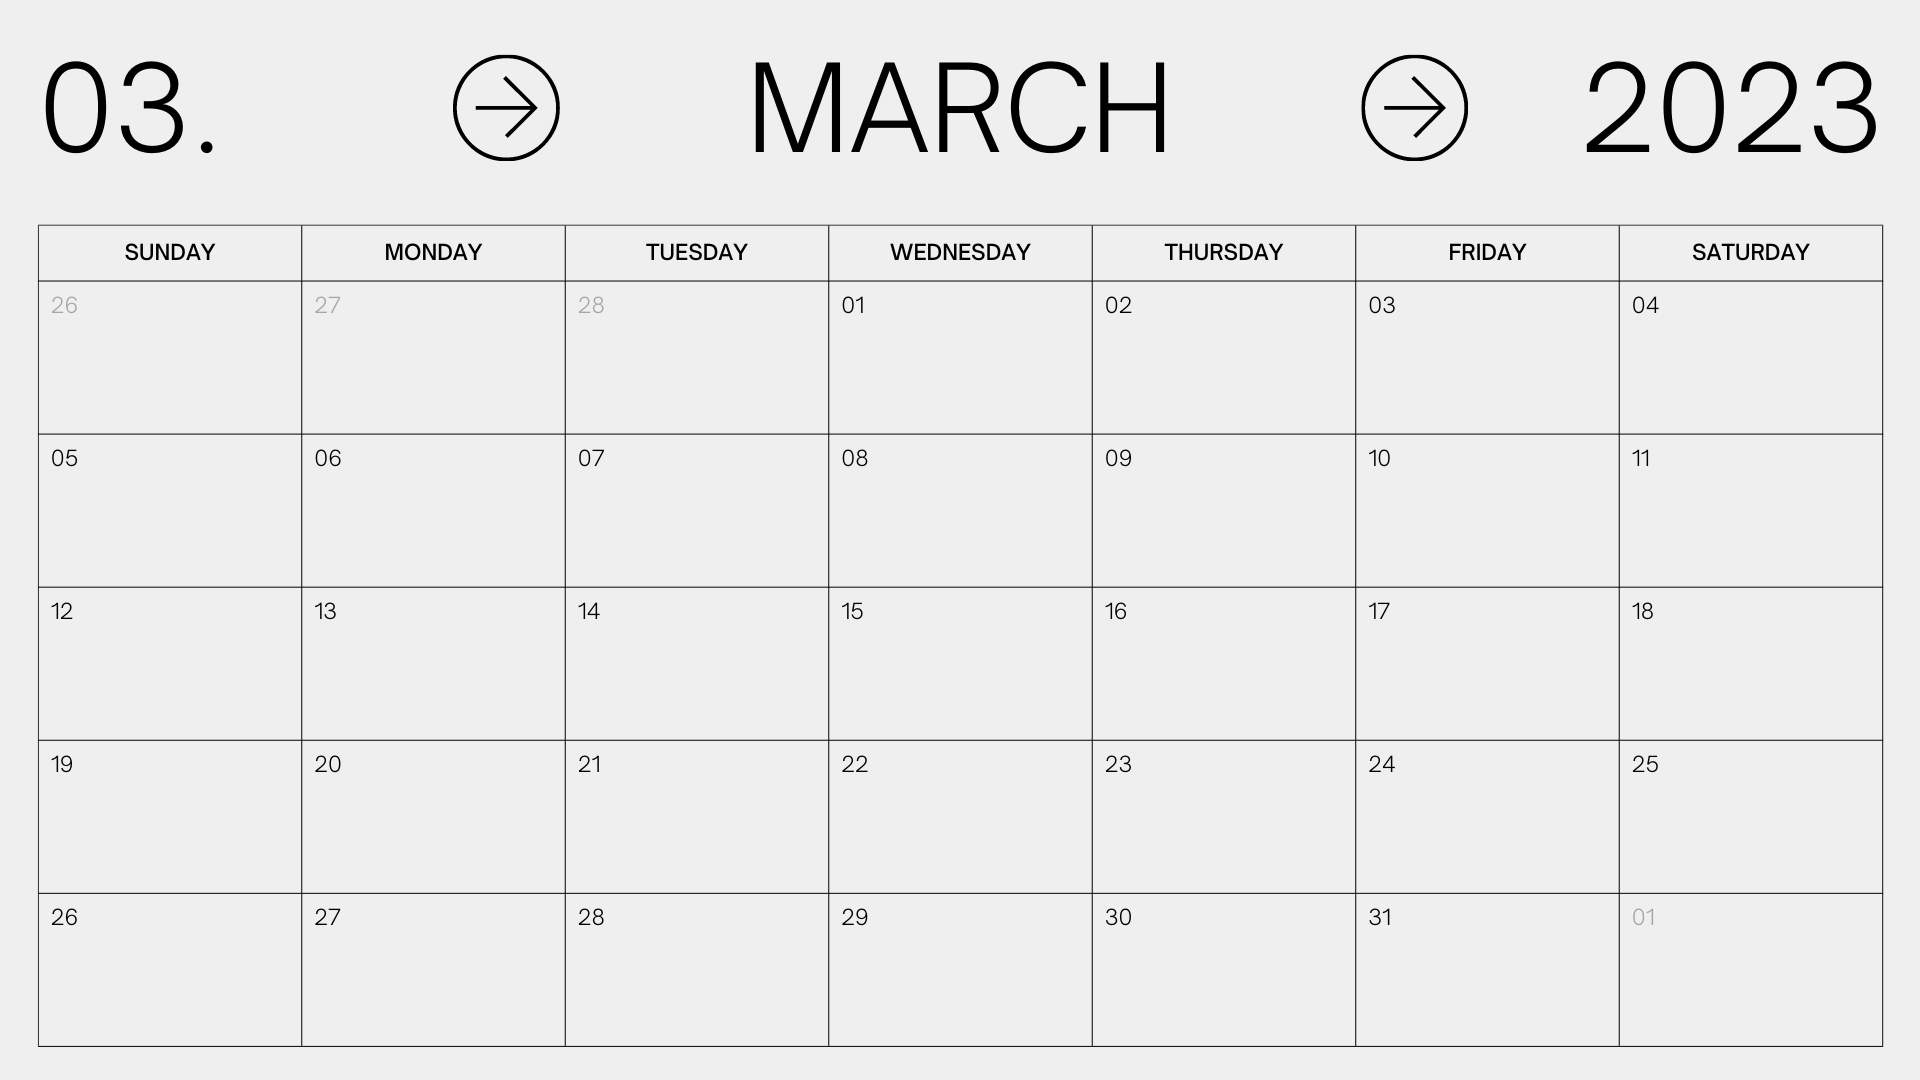 03. MARCH 2023
SUNDAY MONDAY TUESDAY WEDNESDAY THURSDAY FRIDAY SATURDAY
26 27 28 01 02 03 04
05 06 07 08 09 10 11
12 13 14 15 16 17 18
19 20 21 22 23 24 25
26 27 28 29 30 31 01